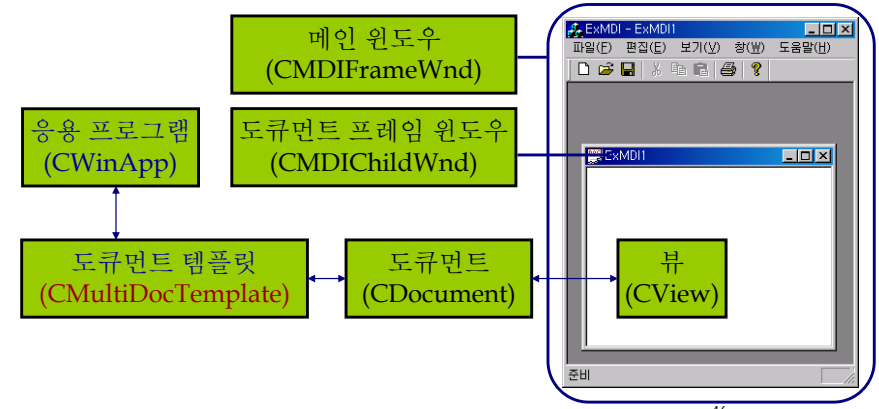 메인 윈도우
(CMDIFrameWnd)
응용 프로그램
(CWinApp)
도큐먼트 프레임 윈도우
(CMDIChildWnd)
도큐먼트 템플릿
(CMultiDocTemplate)
도큐먼트
(CDocument)
뷰
(CView)
ExMDI - ExMDI1
파일(F) 편집(E) 보기(V) 창(W) 도움말(H)
ExMDI1
준비